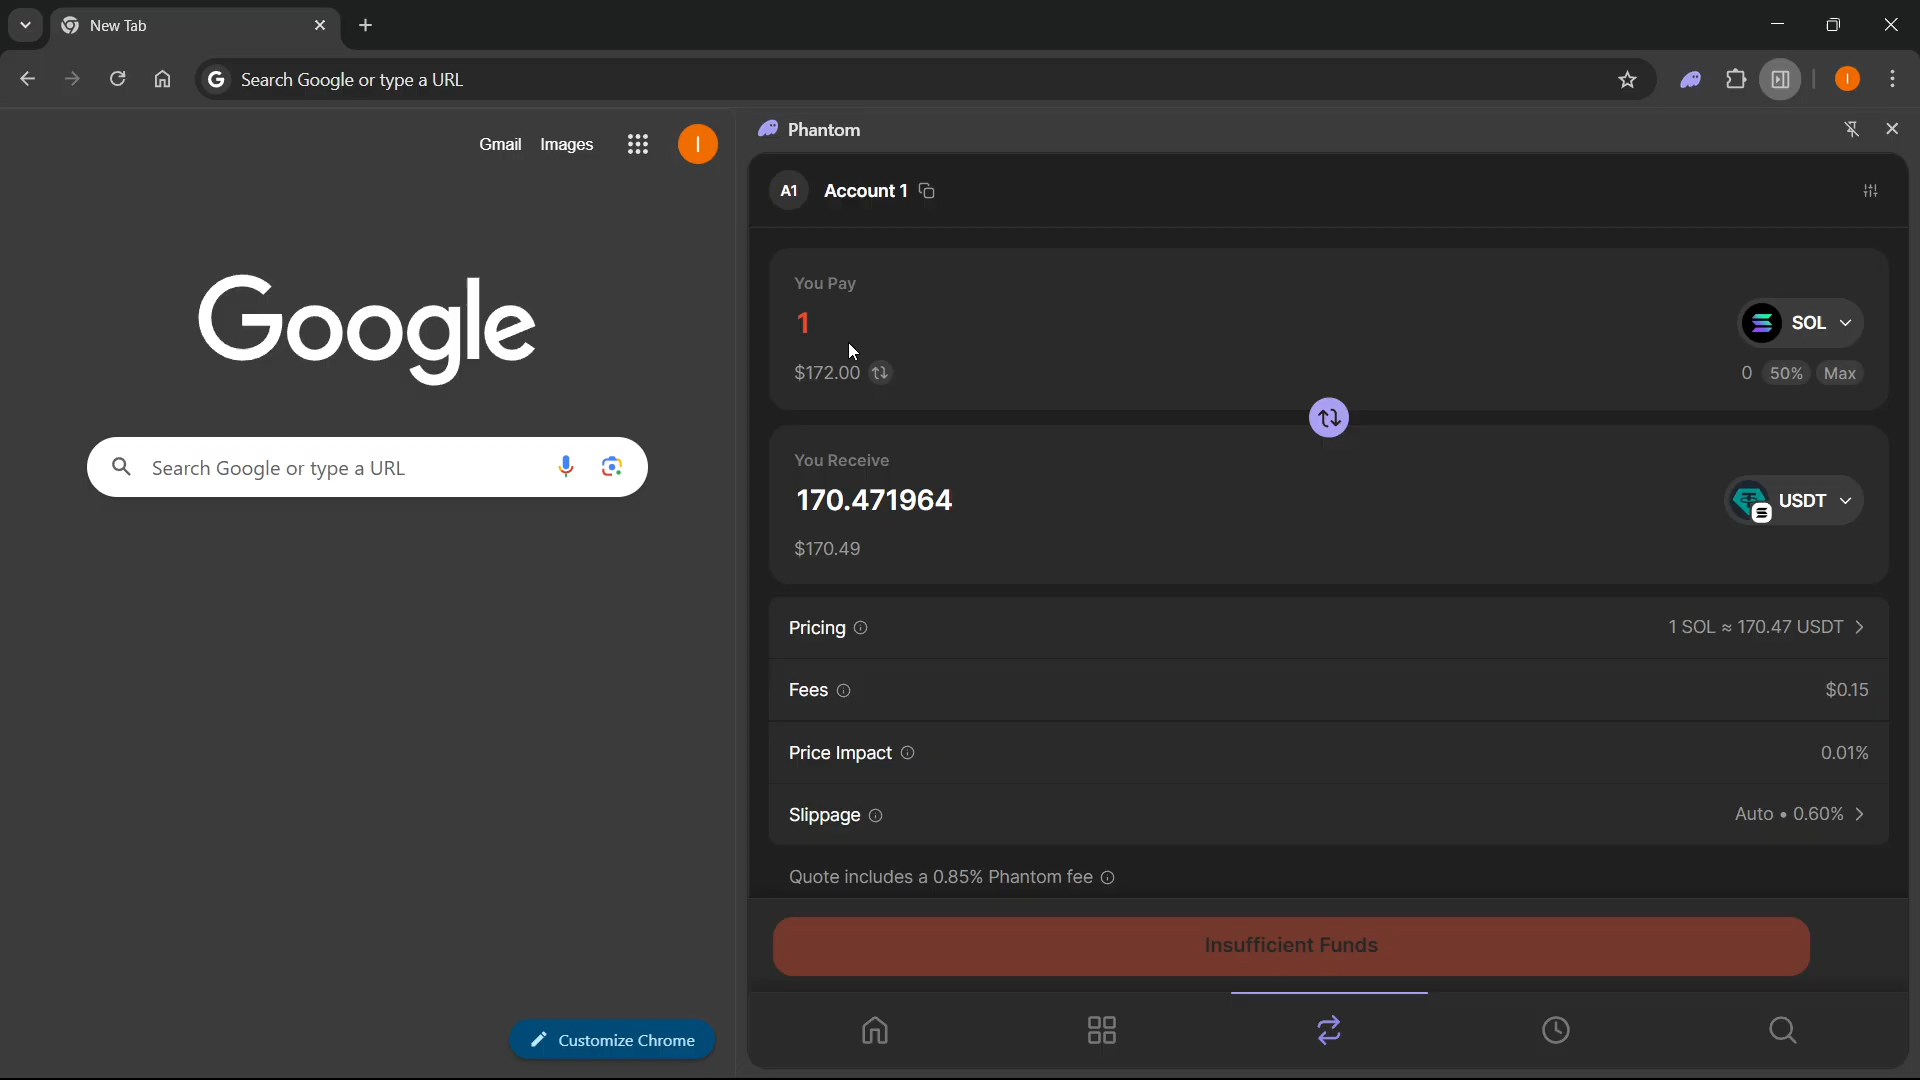 New Tab
Search Google or type a URL
I
Gmail Images I
Google
Search Google or type a URL
Customize Chrome
Phantom
A1 Account 1
You Pay
1
SOL
$172.00
0 50% Max
You Receive
170.471964
USDT
$170.49
Pricing 1 SOL ≈ 170.47 USDT
Fees $0.15
Price Impact 0.01%
Slippage Auto • 0.60%
Quote includes a 0.85% Phantom fee
Insufficient Funds